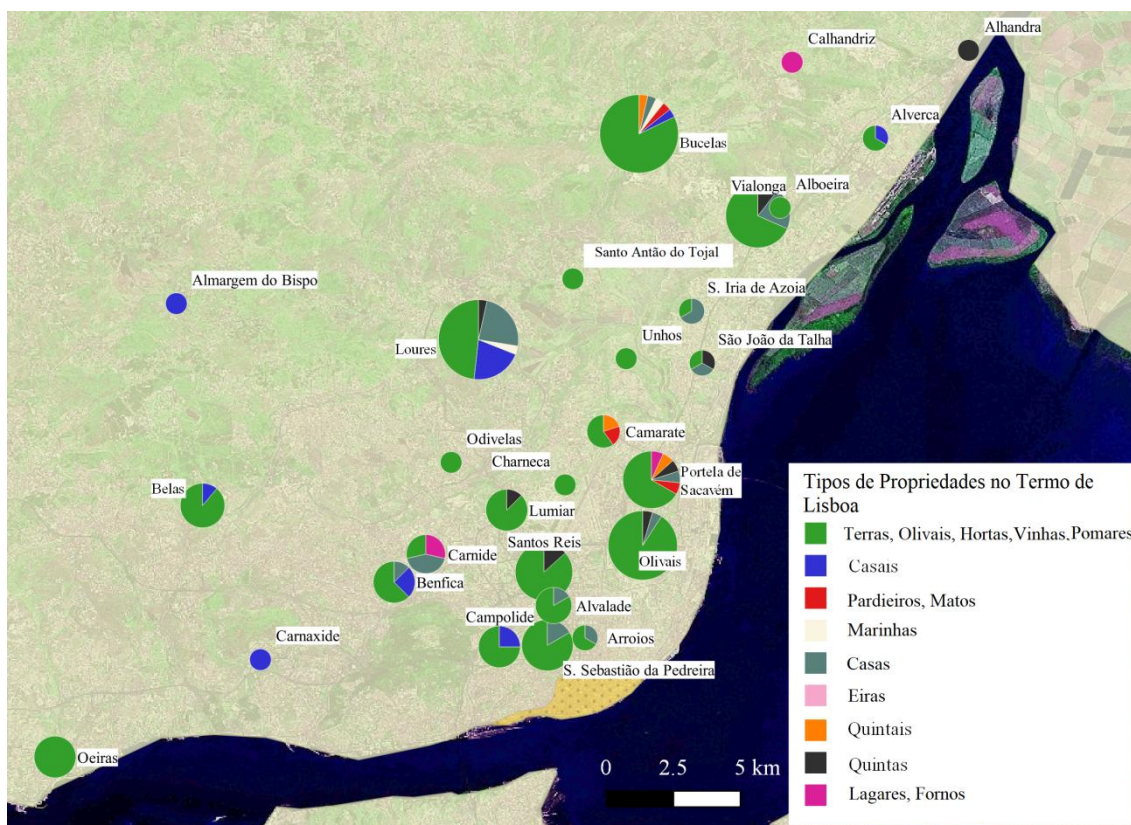 Alhandra
Calhandriz
Alverca
Bucelas
Vialonga
Alboeira
Santo Antão do Tojal
Almargem do Bispo
S. Iria de Azoia
Unhos
São João da Talha
Loures
Camarate
Odivelas
Charneca
Portela de
Sacavém
Belas
Lumiar
Santos Reis
Olivais
Carnide
Benfica
Alvalade
Campolide
Arroios
Carnaxide
S. Sebastião da Pedreira
Oeiras
0 2.5 5 km
Tipos de Propriedades no Termo de
Lisboa
Terras, Olivais, Hortas,Vinhas,Pomares
Casais
Pardieiros, Matos
Marinhas
Casas
Eiras
Quintais
Quintas
Lagares, Fornos